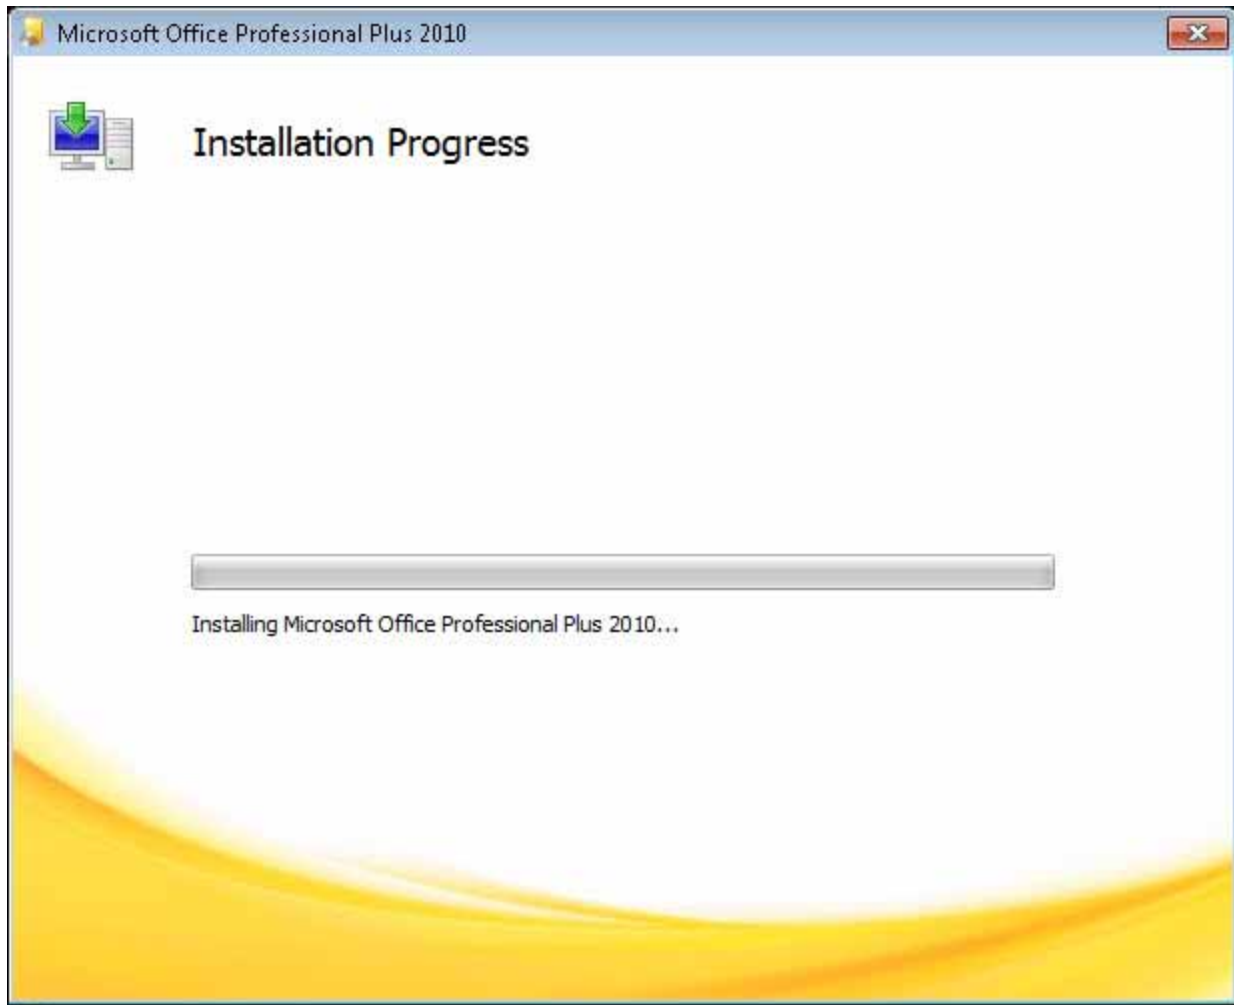 Microsoft Office Professional Plus 2010
Installation Progress
Installing Microsoft Office Professional Plus 2010...